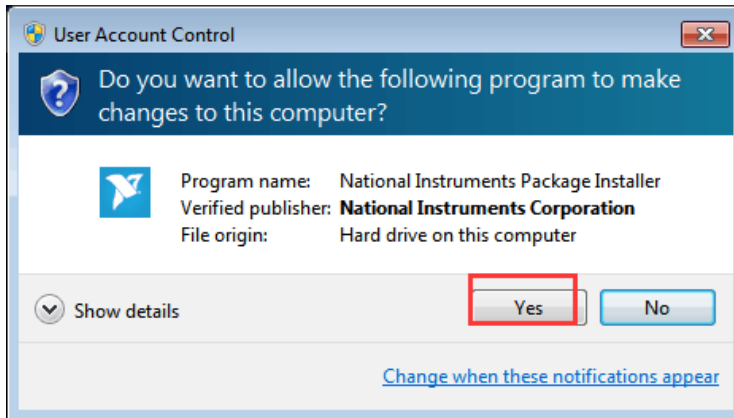 User Account Control
Do you want to allow the following program to make
changes to this computer?
Program name: National Instruments Package Installer
Verified publisher: National Instruments Corporation
File origin: Hard drive on this computer
Show details Yes No
Change when these notifications appear